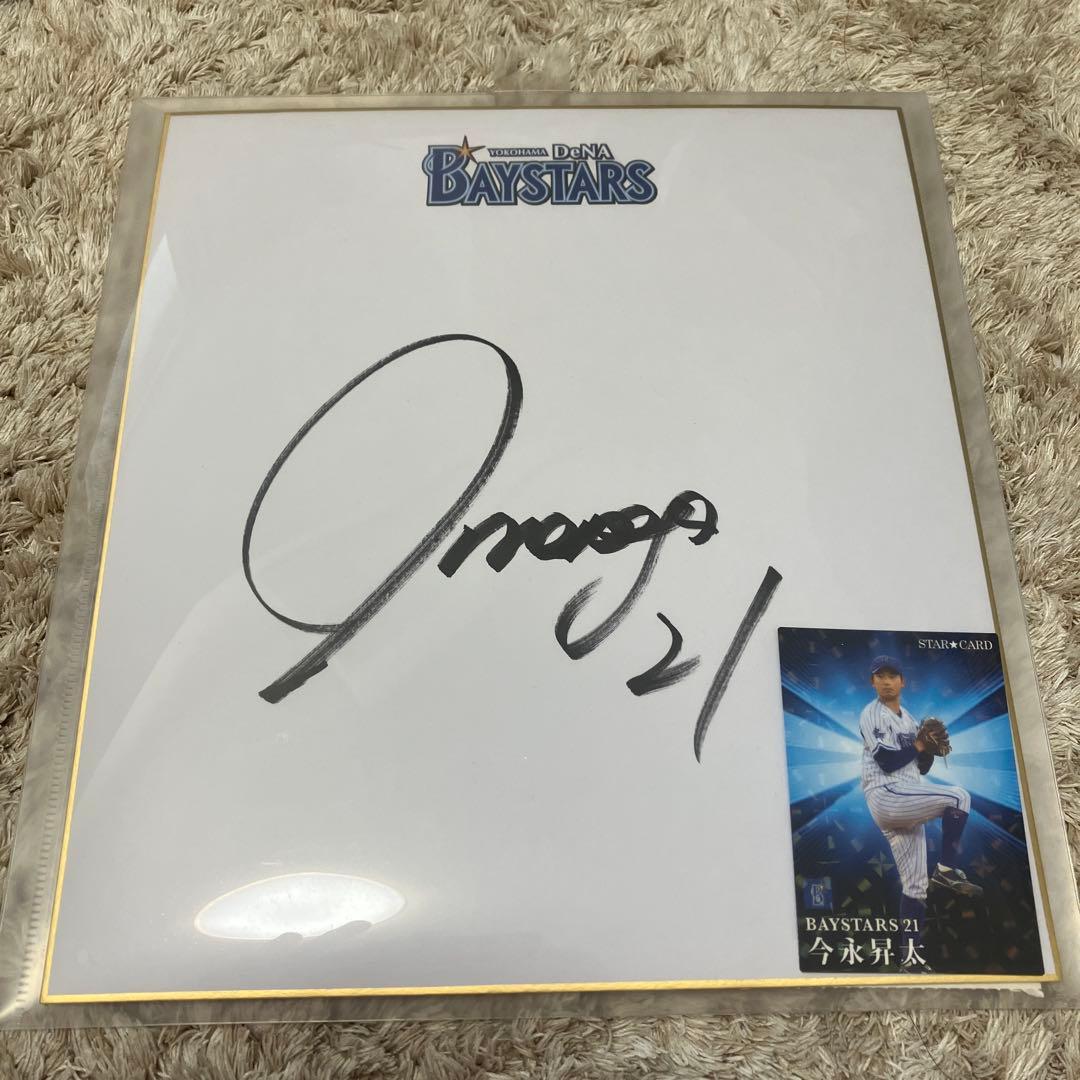 YOKOHAMA DeNA
BAYSTARS
Imanaga
21
STAR★CARD
B
BAYSTARS 21
今永昇太